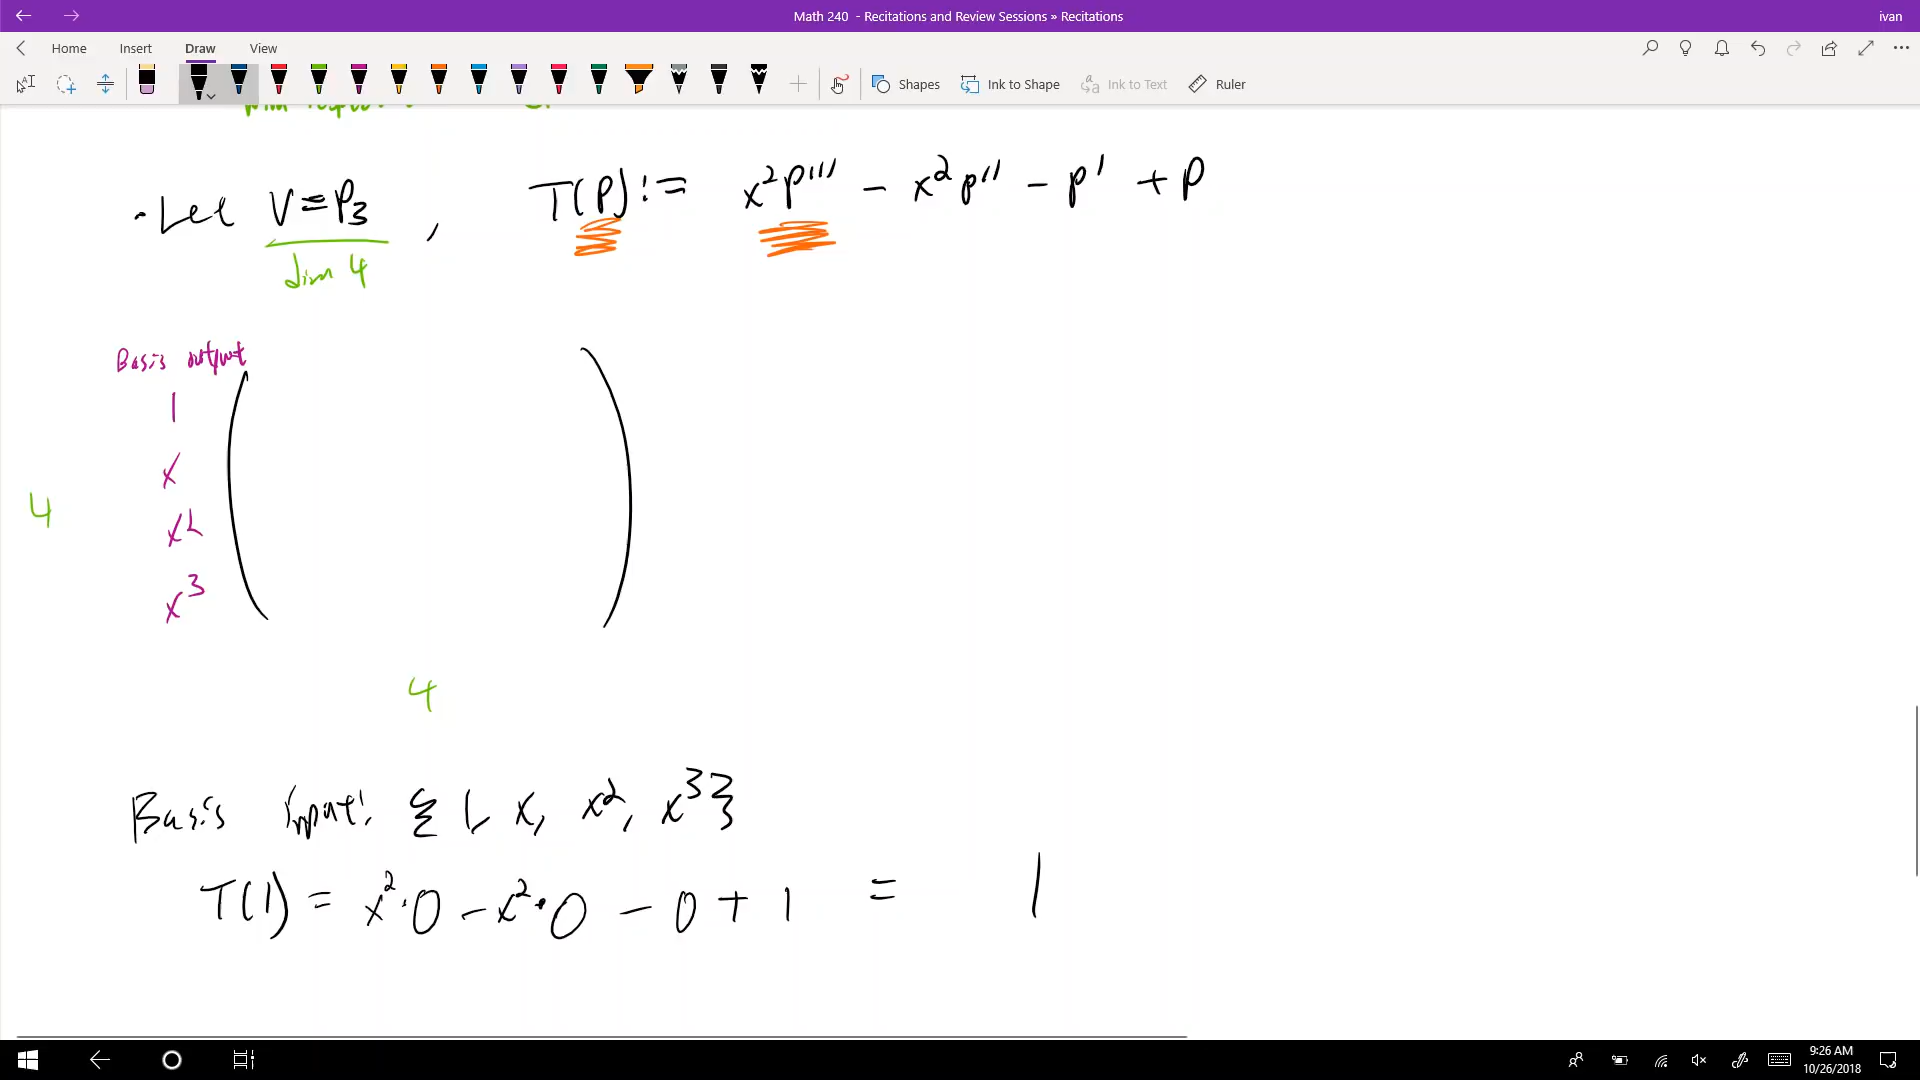 Math 240 - Recitations and Review Sessions » Recitations
ivan
Home Insert Draw View
Shapes Ink to Shape Ink to Text Ruler
· Let V = P₃ , T(p) := x²p''' - x²p'' - p' + p
dim 4
Basis output
1
x
4
x²
x³
4
Basis input: { 1, x, x², x³}
T(1) = x²·0 - x²·0 - 0 + 1 = 1
9:26 AM
10/26/2018